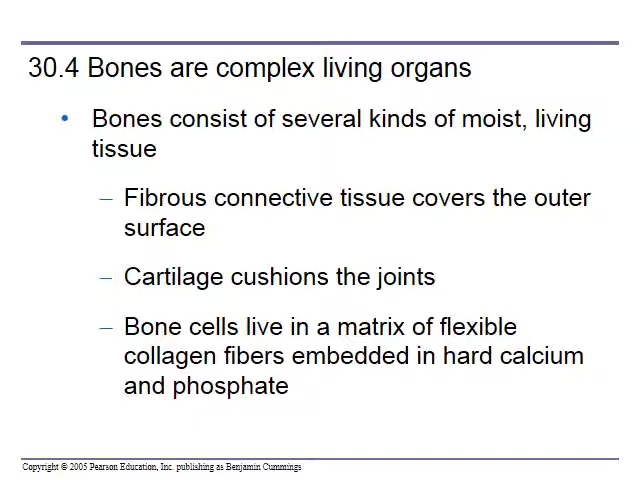 30.4 Bones are complex living organs
• Bones consist of several kinds of moist, living
tissue
– Fibrous connective tissue covers the outer
surface
– Cartilage cushions the joints
– Bone cells live in a matrix of flexible
collagen fibers embedded in hard calcium
and phosphate
Copyright © 2005 Pearson Education, Inc. publishing as Benjamin Cummings